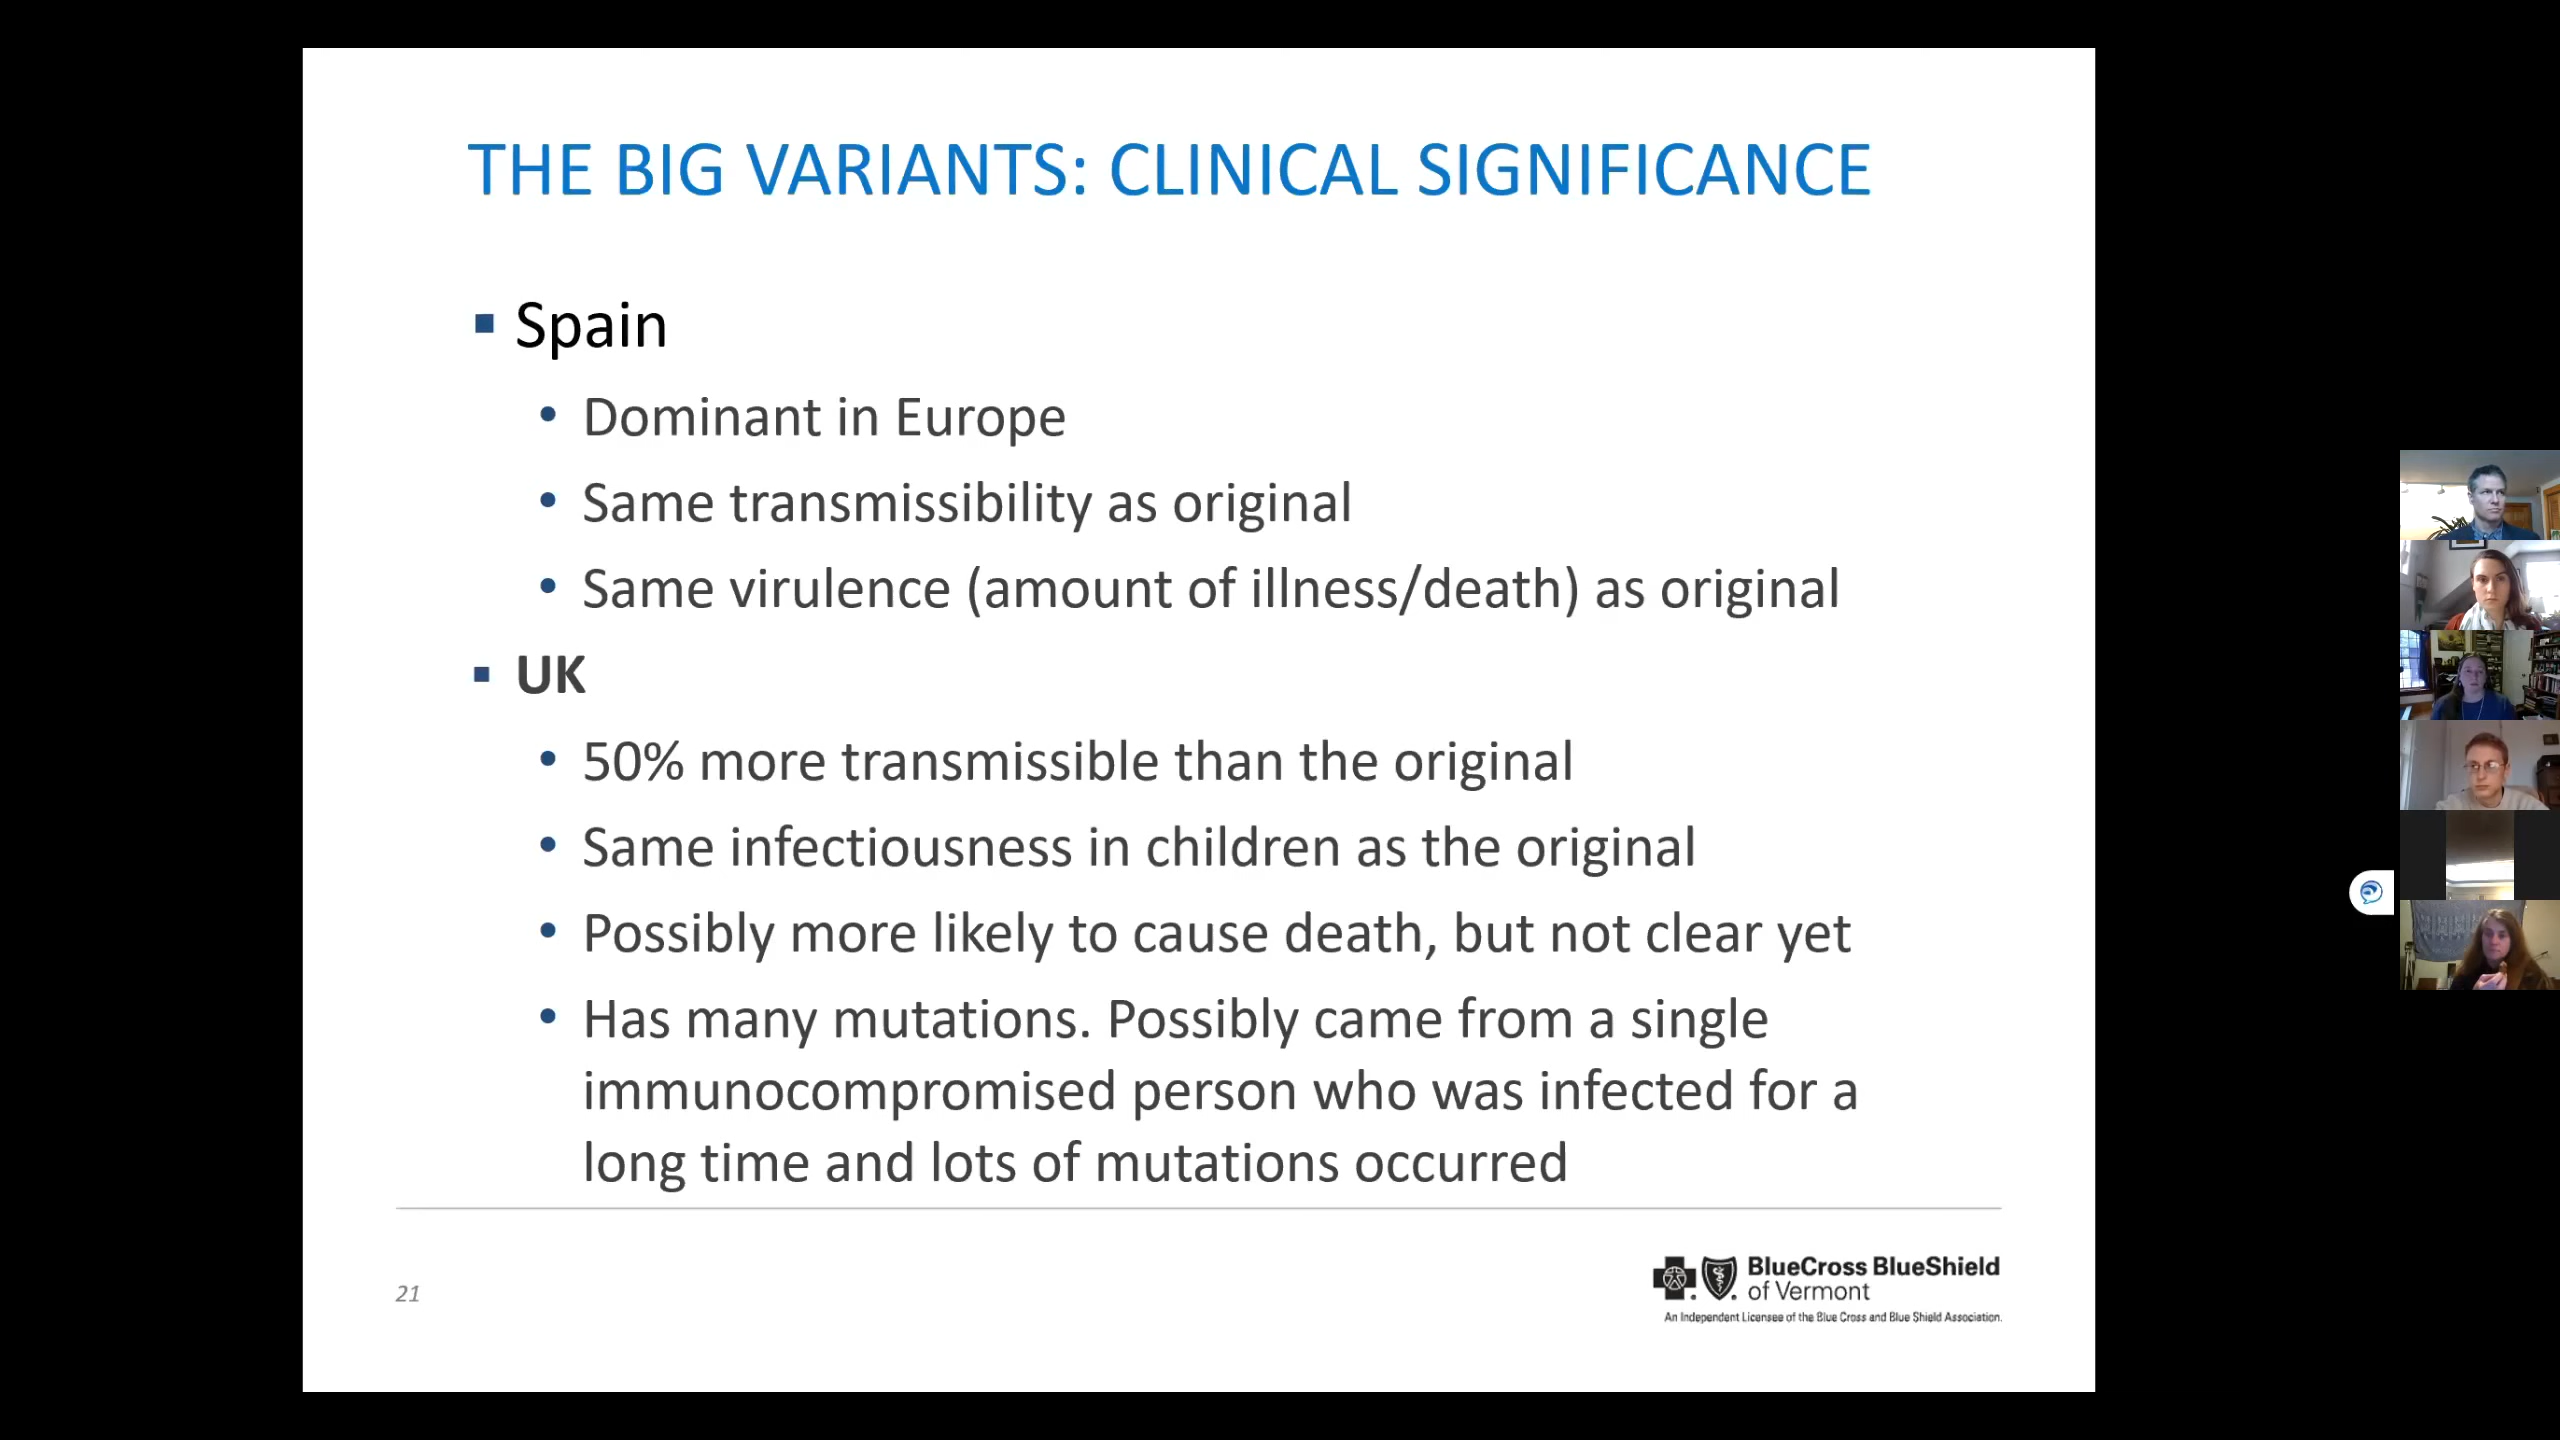 THE BIG VARIANTS: CLINICAL SIGNIFICANCE
▪ Spain
• Dominant in Europe
• Same transmissibility as original
• Same virulence (amount of illness/death) as original
▪ UK
• 50% more transmissible than the original
• Same infectiousness in children as the original
• Possibly more likely to cause death, but not clear yet
• Has many mutations. Possibly came from a single
immunocompromised person who was infected for a
long time and lots of mutations occurred
21
BlueCross BlueShield
of Vermont
An Independent Licensee of the Blue Cross and Blue Shield Association.